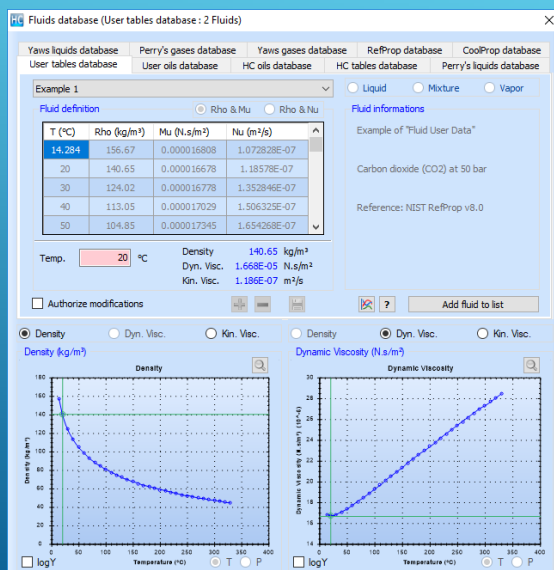 HC Fluids database (User tables database : 2 Fluids)
Yaws liquids database Perry's gases database Yaws gases database RefProp database CoolProp database
User tables database User oils database HC oils database HC tables database Perry's liquids database
Example 1
Liquid Mixture Vapor
Fluid definition Rho & Mu Rho & Nu
T (°C) Rho (kg/m³) Mu (N.s/m²) Nu (m²/s)
14.284 156.67 0.000016808 1.072828E-07
20 140.65 0.000016678 1.18578E-07
30 124.02 0.000016778 1.352846E-07
40 113.05 0.000017029 1.506325E-07
50 104.85 0.000017345 1.654268E-07
Fluid informations
Example of "Fluid User Data"
Carbon dioxide (CO2) at 50 bar
Reference: NIST RefProp v8.0
Temp. 20 °C
Density 140.65 kg/m³
Dyn. Visc. 1.668E-05 N.s/m²
Kin. Visc. 1.186E-07 m²/s
Authorize modifications
? Add fluid to list
Density Dyn. Visc. Kin. Visc.
Density (kg/m³)
Density
180
160
140
120
100
80
60
40
20
0
Density (kg/m³)
0 50 100 150 200 250 300 350 400
Temperature (°C)
logY T P
Density Dyn. Visc. Kin. Visc.
Dynamic Viscosity (N.s/m²)
Dynamic Viscosity
30
28
26
24
22
20
18
16
14
Dynamic Viscosity (N.s/m²) (10^-6)
0 50 100 150 200 250 300 350 400
Temperature (°C)
logY T P